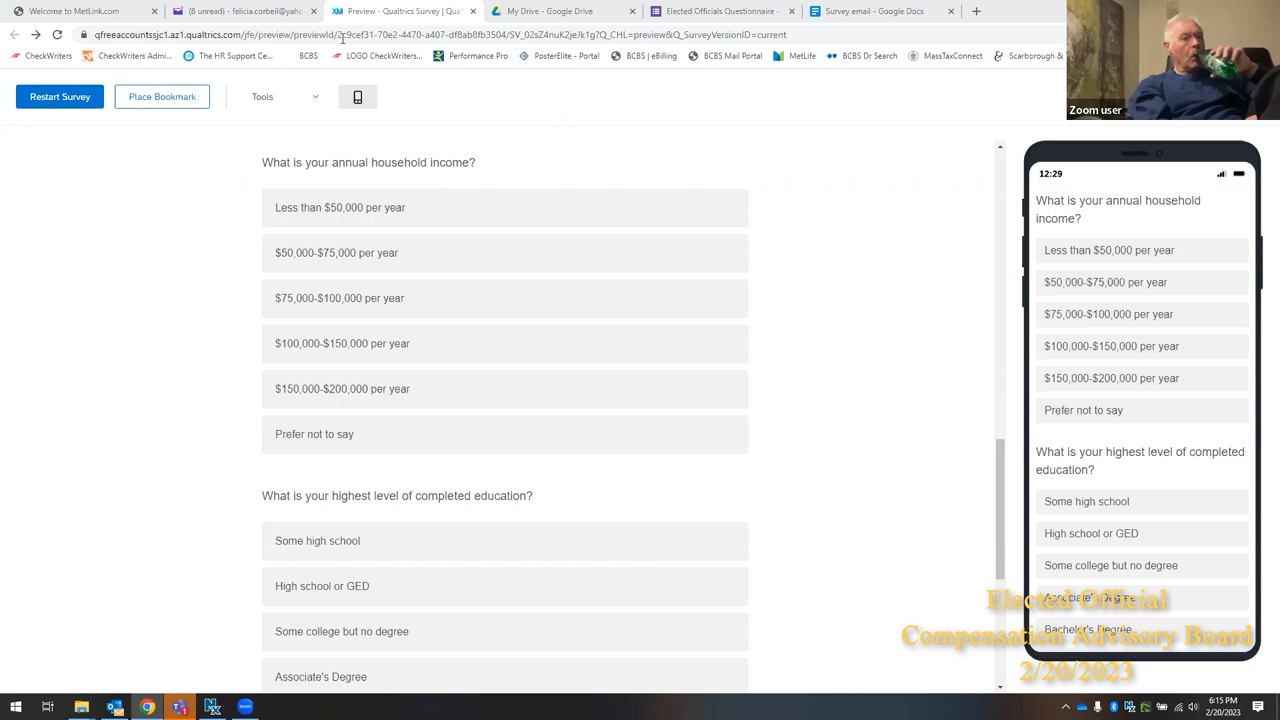 Welcome to MetLink.com
(8 unread) - felicia.corbeil@yaho
Preview - Qualtrics Survey | Qua
My Drive - Google Drive
Elected Officials Questionnaire -
Survey email - Google Docs
CheckWriters
CheckWriters Admi...
The HR Support Ce...
BCBS
LOGO CheckWriters...
Performance Pro
PosterElite - Portal
BCBS | eBilling
BCBS Mail Portal
BCBS Dr Search
MassTaxConnect
Scarborough &
Zoom user
Restart Survey
Place Bookmark
Tools
What is your annual household income?
Less than $50,000 per year
$50,000-$75,000 per year
$75,000-$100,000 per year
$100,000-$150,000 per year
$150,000-$200,000 per year
Prefer not to say
What is your highest level of completed education?
Some high school
High school or GED
Some college but no degree
Associate's Degree
12:29
What is your annual household
income?
Less than $50,000 per year
$50,000-$75,000 per year
$75,000-$100,000 per year
$100,000-$150,000 per year
$150,000-$200,000 per year
Prefer not to say
What is your highest level of completed
education?
Some high school
High school or GED
Some college but no degree
Associate's Degree
Bachelor's Degree
Elected Official
Compensation Advisory Board
2/20/2023
6:15 PM
2/20/2023